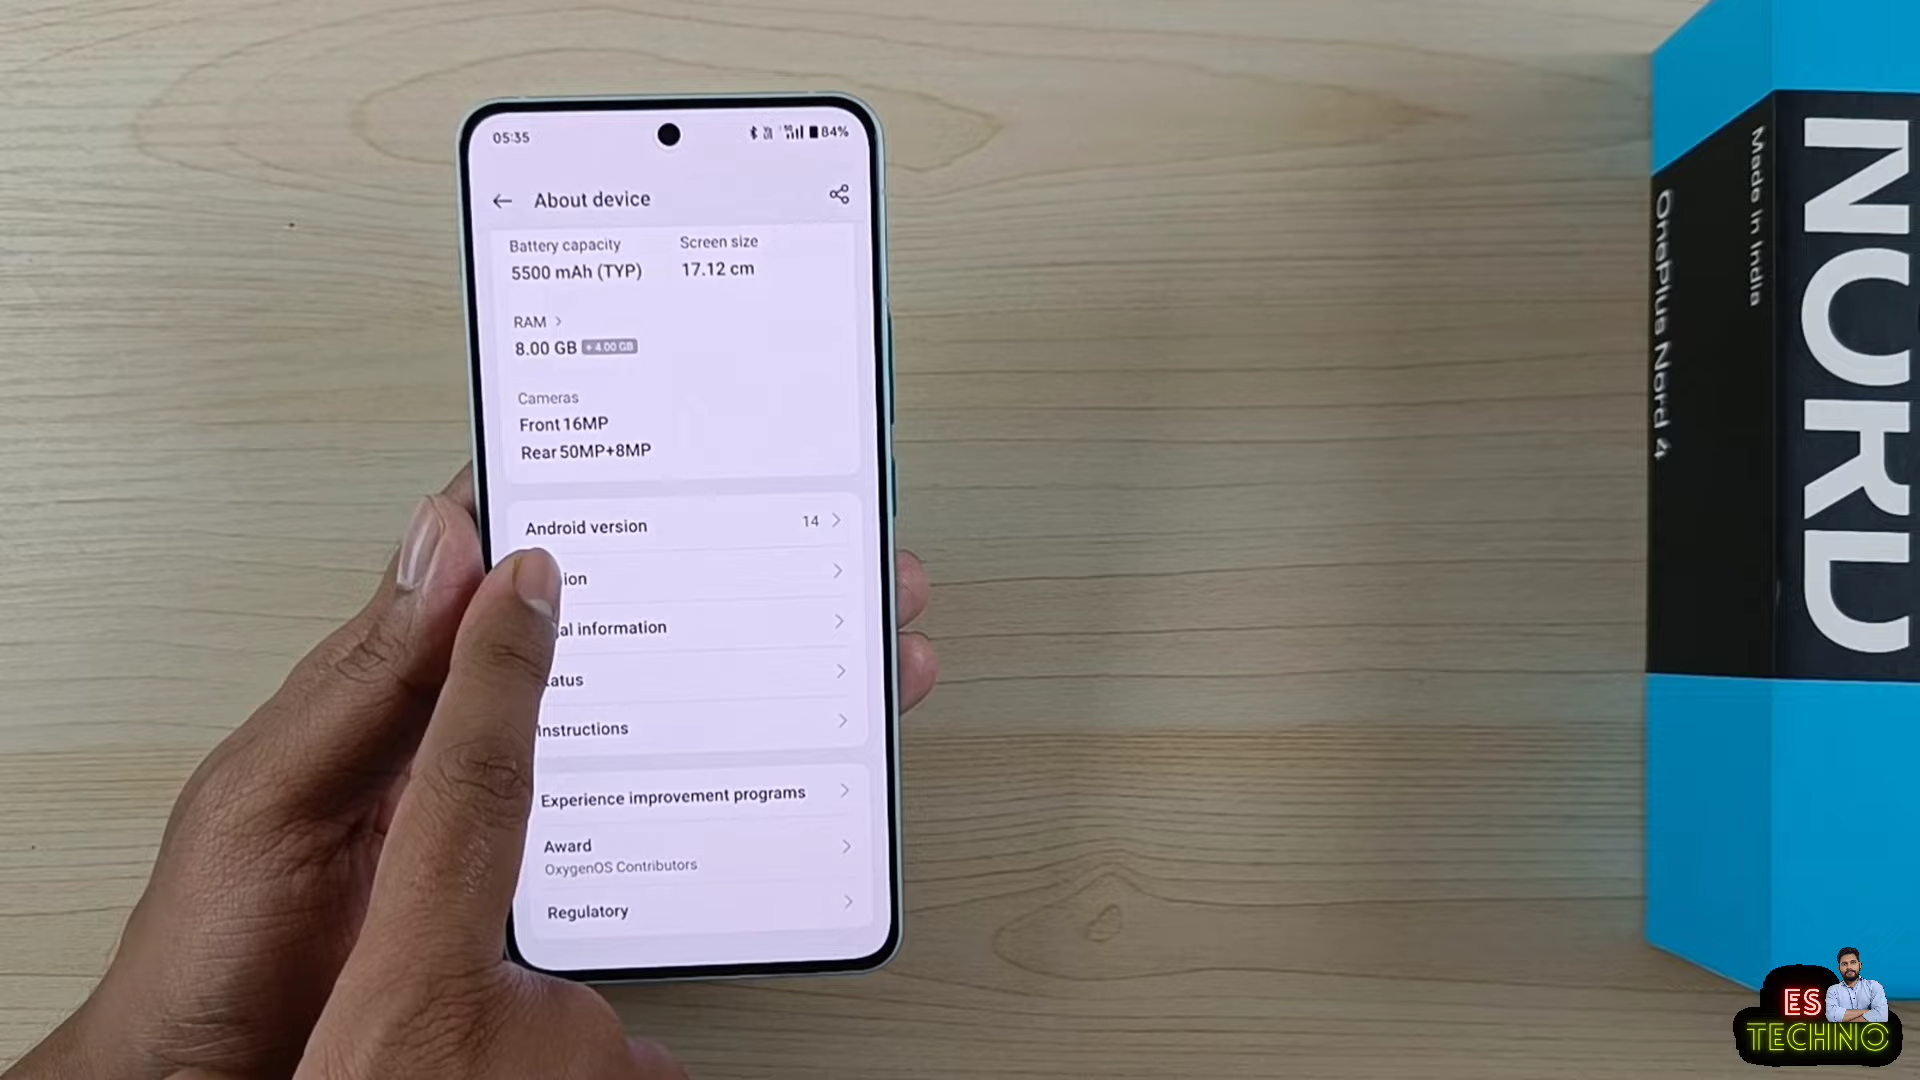 05:35
84%
About device
Battery capacity
Screen size
5500 mAh (TYP)
17.12 cm
RAM >
8.00 GB + 4.00 GB
Cameras
Front 16MP
Rear 50MP+8MP
Android version
14
ion
al information
atus
Instructions
Experience improvement programs
Award
OxygenOS Contributors
Regulatory
NORD
Made in India
OnePlus Nord 4
ES
TECHNO